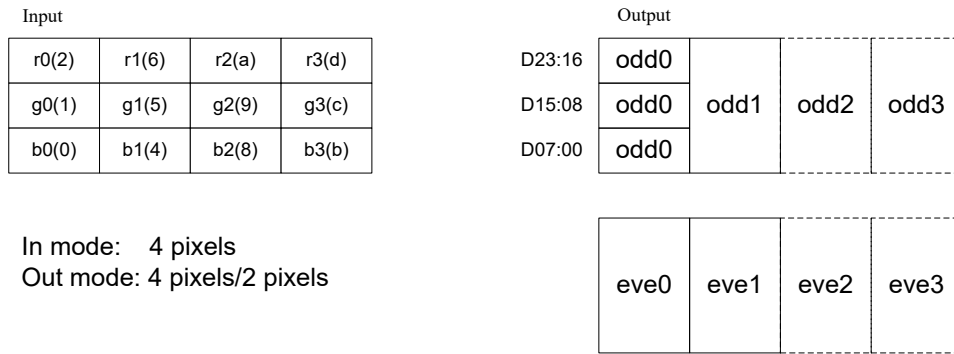 Input
r0(2) r1(6) r2(a) r3(d)
g0(1) g1(5) g2(9) g3(c)
b0(0) b1(4) b2(8) b3(b)
In mode: 4 pixels
Out mode: 4 pixels/2 pixels
Output
D23:16 odd0
D15:08 odd0 odd1 odd2 odd3
D07:00 odd0
eve0 eve1 eve2 eve3